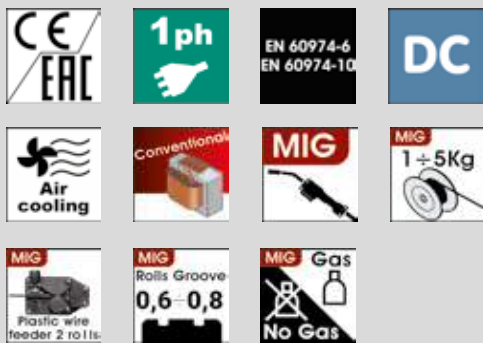 CE
EAC
1ph
EN 60974-6
EN 60974-10
DC
Air
cooling
Conventional
MIG
MIG
1÷5Kg
MIG
Plastic wire
feeder 2 rolls
MIG
Rolls Groove
0,6÷0,8
MIG Gas
No Gas